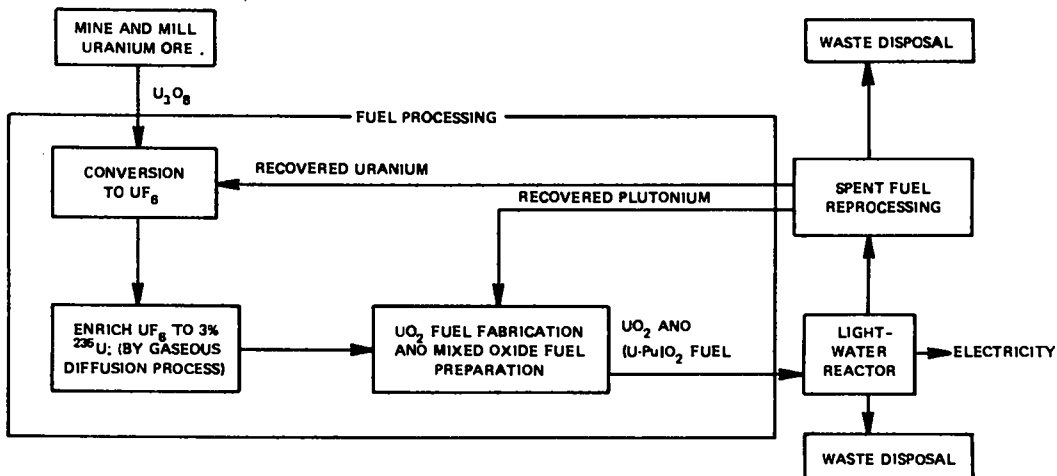 MINE AND MILL
URANIUM ORE .
U₃O₈
WASTE DISPOSAL
FUEL PROCESSING
CONVERSION
TO UF₆
RECOVERED URANIUM
RECOVERED PLUTONIUM
SPENT FUEL
REPROCESSING
ENRICH UF₆ TO 3%
²³⁵U; (BY GASEOUS
DIFFUSION PROCESS)
UO₂ FUEL FABRICATION
ANO MIXED OXIDE FUEL
PREPARATION
UO₂ ANO
(U-Pu|O₂ FUEL
LIGHT-
WATER
REACTOR
ELECTRICITY
WASTE DISPOSAL